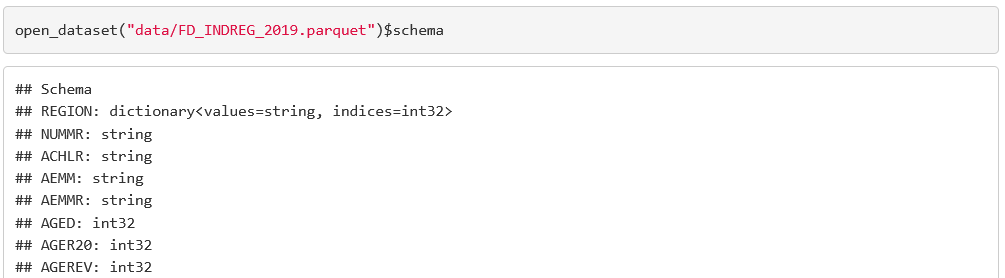 open_dataset("data/FD_INDREG_2019.parquet")$schema
## Schema
## REGION: dictionary<values=string, indices=int32>
## NUMMR: string
## ACHLR: string
## AEMM: string
## AEMMR: string
## AGED: int32
## AGER20: int32
## AGEREV: int32